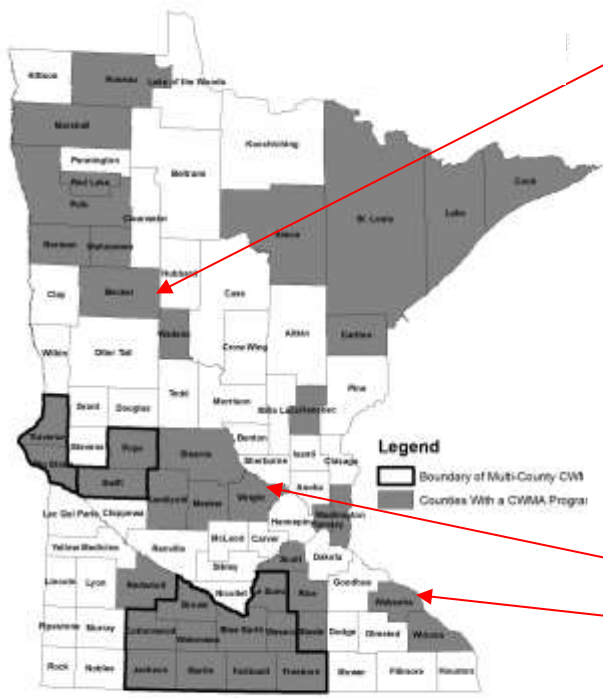 Kittson
Roseau
Lake of the Woods
Marshall
Koochiching
Pennington
Beltrami
Red Lake
Polk
Cook
Clearwater
St. Louis
Lake
Itasca
Norman
Mahnomen
Hubbard
Clay
Becker
Cass
Wadena
Aitkin
Carlton
Crow Wing
Wilkin
Otter Tail
Pine
Todd
Morrison
Grant
Douglas
Mille Lacs
Kanabec
Traverse
Stevens
Pope
Stearns
Benton
Isanti
Sherburne
Chisago
Legend
Boundary of Multi-County CWM
Swift
Anoka
Kandiyohi
Meeker
Wright
Counties With a CWMA Program
Washington
Ramsey
Hennepin
Lac Qui Parle
Chippewa
McLeod
Carver
Yellow Medicine
Renville
Scott
Dakota
Sibley
Lincoln
Lyon
Redwood
Goodhue
Nicollet
Le Sueur
Rice
Wabasha
Brown
Pipestone
Murray
Cottonwood
Watonwan
Blue Earth
Waseca
Steele
Dodge
Olmsted
Winona
Rock
Nobles
Jackson
Martin
Faribault
Freeborn
Mower
Fillmore
Houston